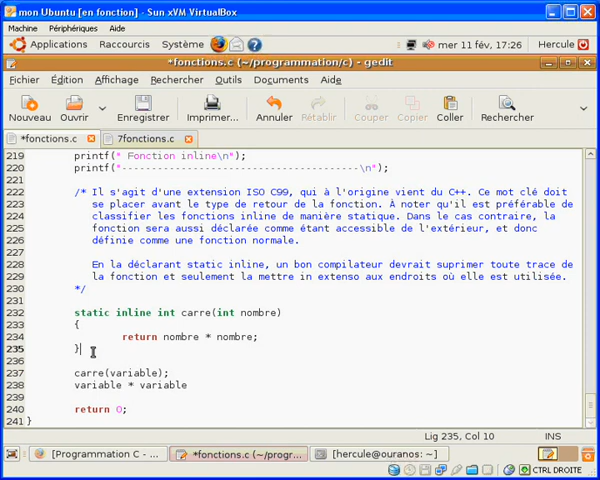 mon Ubuntu [en fonction] - Sun xVM VirtualBox
Machine Périphériques Aide
Applications Raccourcis Système mer 11 fév, 17:26 Hercule
*fonctions.c (~/programmation/c) - gedit
Fichier Édition Affichage Rechercher Outils Documents Aide
Nouveau Ouvrir Enregistrer Imprimer... Annuler Rétablir Couper Copier Coller Rechercher
*fonctions.c 7fonctions.c
219 printf(" Fonction inline\n");
220 printf("--------------------------------------\n");
221
222 /* Il s'agit d'une extension ISO C99, qui à l'origine vient du C++. Ce mot clé doit
223 se placer avant le type de retour de la fonction. À noter qu'il est préférable de
224 classifier les fonctions inline de manière statique. Dans le cas contraire, la
225 fonction sera aussi déclarée comme étant accessible de l'extérieur, et donc
226 définie comme une fonction normale.
227
228 En la déclarant static inline, un bon compilateur devrait suprimer toute trace de
229 la fonction et seulement la mettre in extenso aux endroits où elle est utilisée.
230 */
231
232 static inline int carre(int nombre)
233 {
234 return nombre * nombre;
235 }
236
237 carre(variable);
238 variable * variable
239
240 return 0;
241 }
Lig 235, Col 10 INS
[Programmation C - ... *fonctions.c (~/progr... [hercule@ouranos: ~]
CTRL DROITE